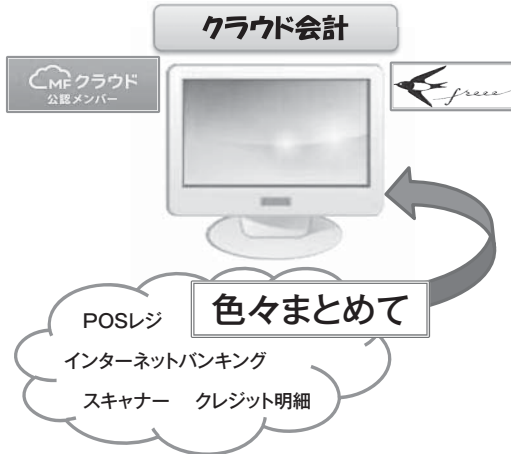 クラウド会計
MFクラウド
公認メンバー
freee
色々まとめて
POSレジ
インターネットバンキング
スキャナー クレジット明細